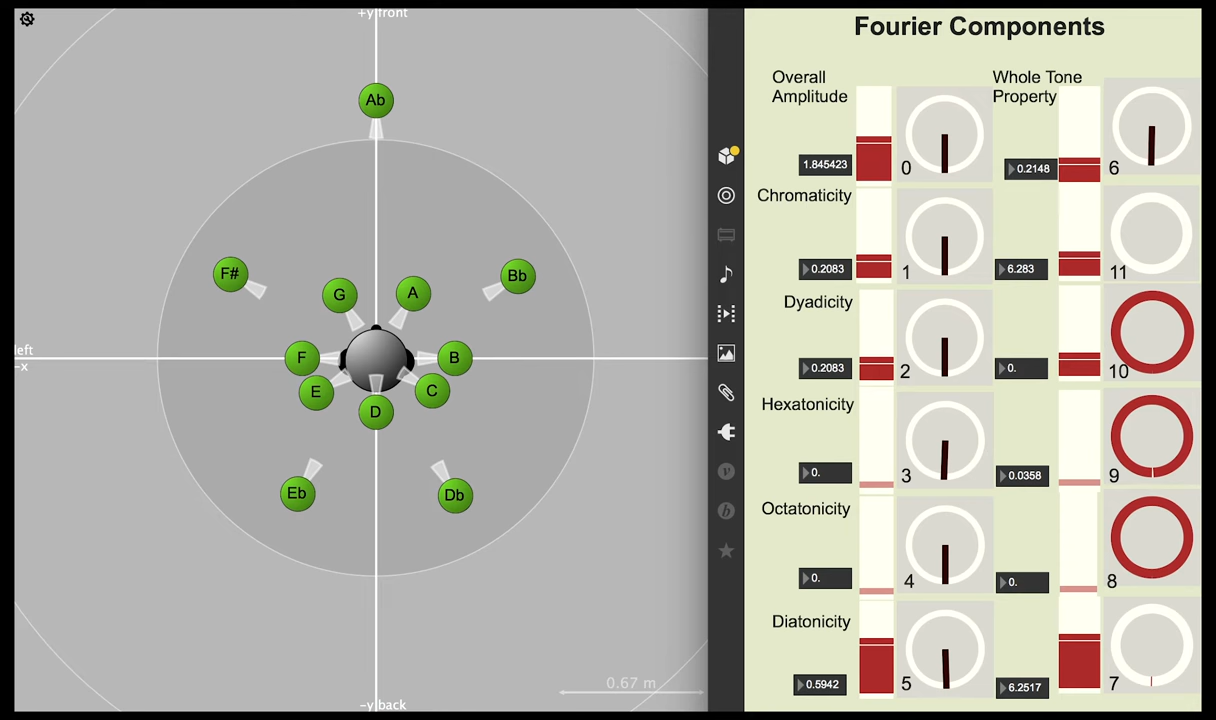 +y front
Ab
F#
G
A
Bb
left
-x
F
B
E
C
D
Eb
Db
0.67 m
-y back
Fourier Components
Overall
Amplitude
1.845423
0
Whole Tone
Property
0.2148
6
Chromaticity
0.2083
1
6.283
11
Dyadicity
0.2083
2
0.
10
Hexatonicity
0.
3
0.0358
9
Octatonicity
0.
4
0.
8
Diatonicity
0.5942
5
6.2517
7